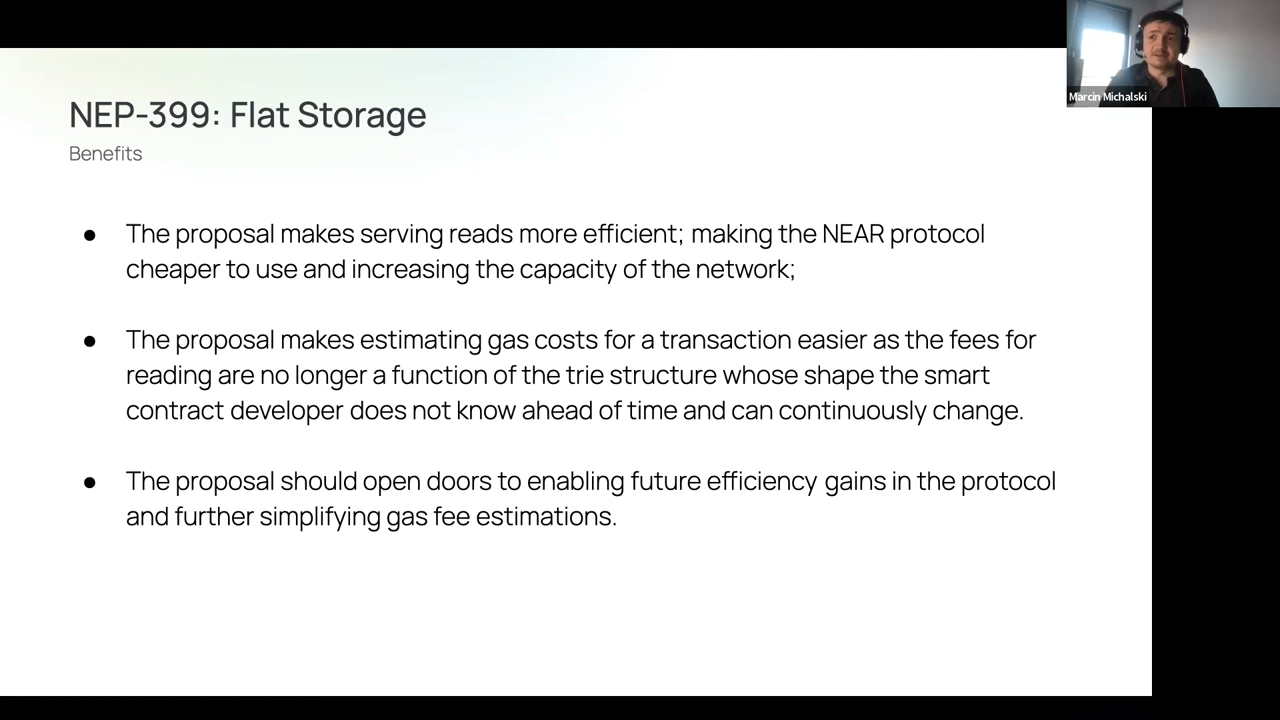 Marcin Michalski
NEP-399: Flat Storage
Benefits
● The proposal makes serving reads more efficient; making the NEAR protocol
cheaper to use and increasing the capacity of the network;
● The proposal makes estimating gas costs for a transaction easier as the fees for
reading are no longer a function of the trie structure whose shape the smart
contract developer does not know ahead of time and can continuously change.
● The proposal should open doors to enabling future efficiency gains in the protocol
and further simplifying gas fee estimations.